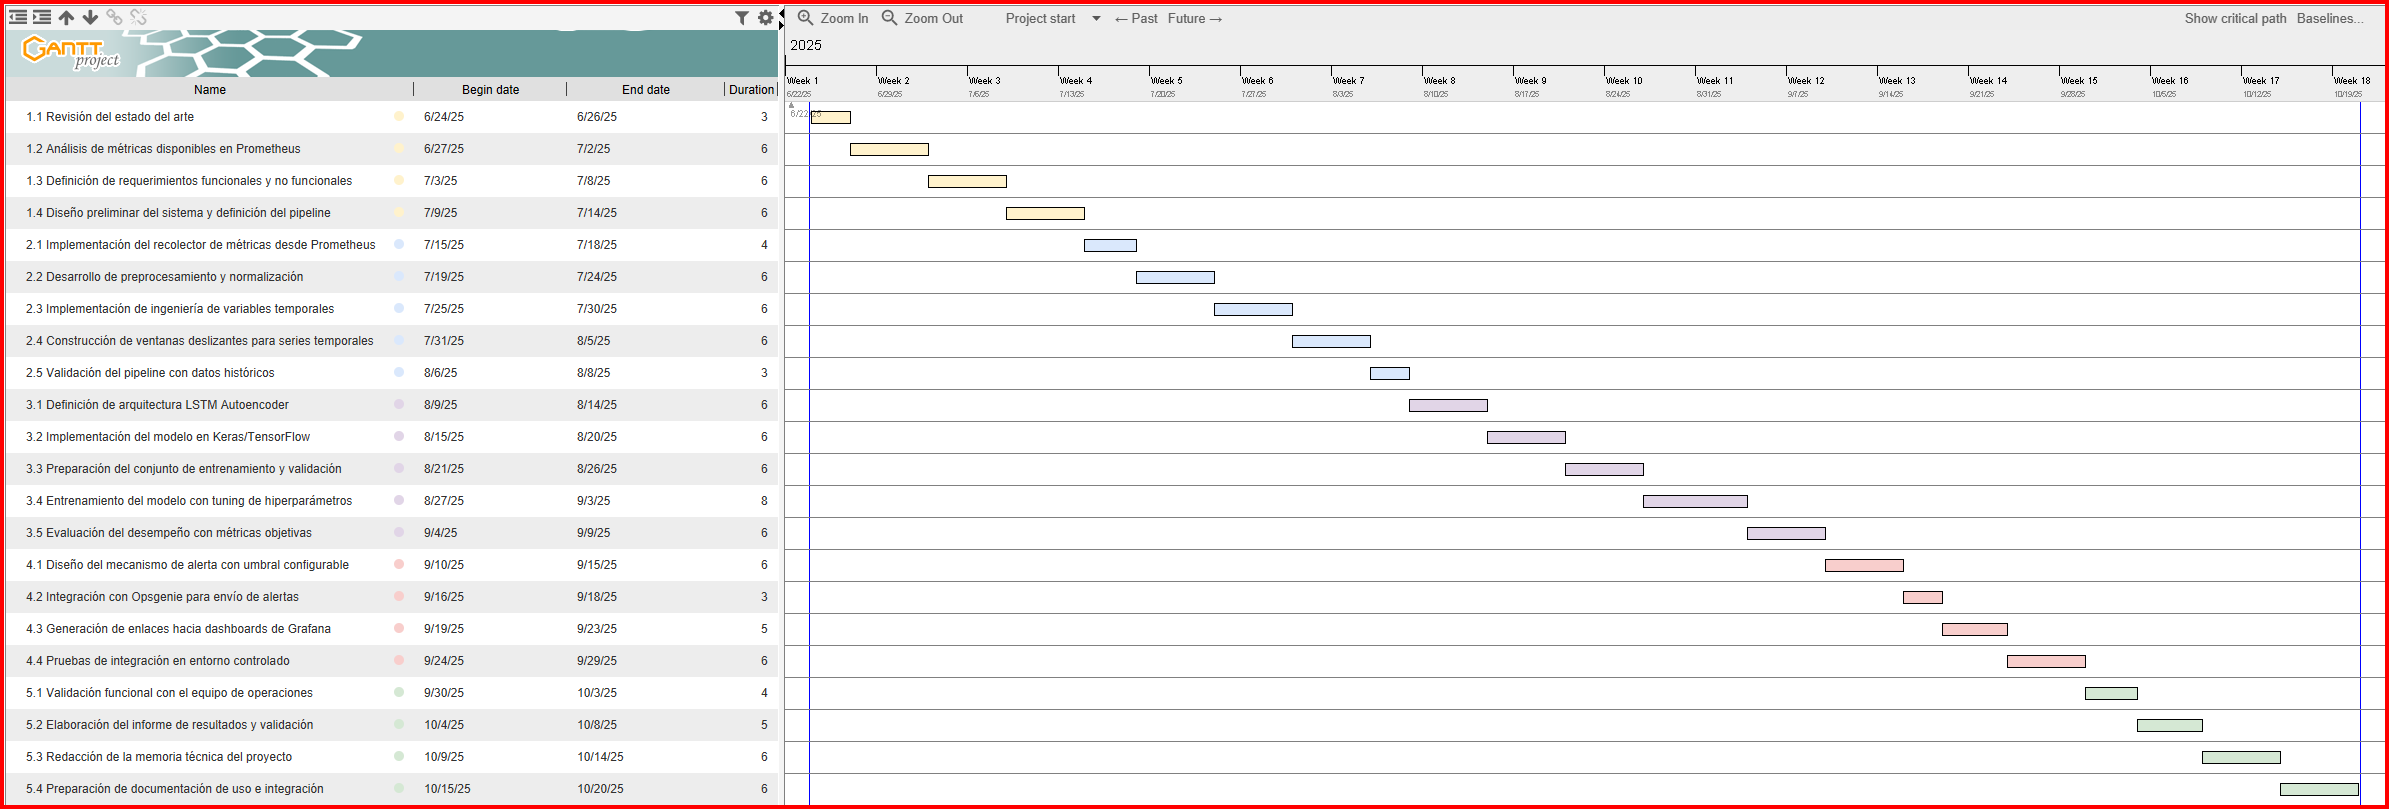 Zoom In Zoom Out Project start ← Past Future → Show critical path Baselines...
GANTT project
2025
Week 1 Week 2 Week 3 Week 4 Week 5 Week 6 Week 7 Week 8 Week 9 Week 10 Week 11 Week 12 Week 13 Week 14 Week 15 Week 16 Week 17 Week 18
6/22/25 6/29/25 7/6/25 7/13/25 7/20/25 7/27/25 8/3/25 8/10/25 8/17/25 8/24/25 8/31/25 9/7/25 9/14/25 9/21/25 9/28/25 10/5/25 10/12/25 10/19/25
Name Begin date End date Duration
6/22/25
1.1 Revisión del estado del arte 6/24/25 6/26/25 3
1.2 Análisis de métricas disponibles en Prometheus 6/27/25 7/2/25 6
1.3 Definición de requerimientos funcionales y no funcionales 7/3/25 7/8/25 6
1.4 Diseño preliminar del sistema y definición del pipeline 7/9/25 7/14/25 6
2.1 Implementación del recolector de métricas desde Prometheus 7/15/25 7/18/25 4
2.2 Desarrollo de preprocesamiento y normalización 7/19/25 7/24/25 6
2.3 Implementación de ingeniería de variables temporales 7/25/25 7/30/25 6
2.4 Construcción de ventanas deslizantes para series temporales 7/31/25 8/5/25 6
2.5 Validación del pipeline con datos históricos 8/6/25 8/8/25 3
3.1 Definición de arquitectura LSTM Autoencoder 8/9/25 8/14/25 6
3.2 Implementación del modelo en Keras/TensorFlow 8/15/25 8/20/25 6
3.3 Preparación del conjunto de entrenamiento y validación 8/21/25 8/26/25 6
3.4 Entrenamiento del modelo con tuning de hiperparámetros 8/27/25 9/3/25 8
3.5 Evaluación del desempeño con métricas objetivas 9/4/25 9/9/25 6
4.1 Diseño del mecanismo de alerta con umbral configurable 9/10/25 9/15/25 6
4.2 Integración con Opsgenie para envío de alertas 9/16/25 9/18/25 3
4.3 Generación de enlaces hacia dashboards de Grafana 9/19/25 9/23/25 5
4.4 Pruebas de integración en entorno controlado 9/24/25 9/29/25 6
5.1 Validación funcional con el equipo de operaciones 9/30/25 10/3/25 4
5.2 Elaboración del informe de resultados y validación 10/4/25 10/8/25 5
5.3 Redacción de la memoria técnica del proyecto 10/9/25 10/14/25 6
5.4 Preparación de documentación de uso e integración 10/15/25 10/20/25 6